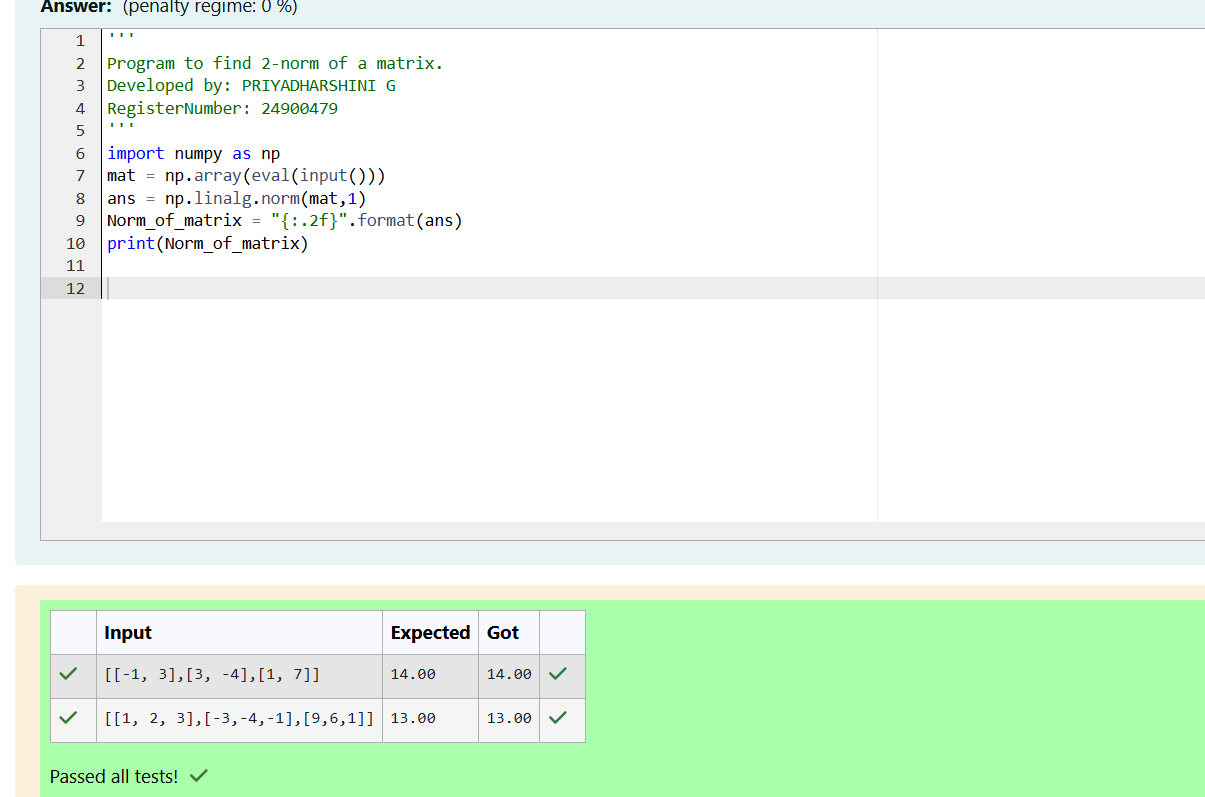 Answer: (penalty regime: 0 %)
1 '''
2 Program to find 2-norm of a matrix.
3 Developed by: PRIYADHARSHINI G
4 RegisterNumber: 24900479
5 '''
6 import numpy as np
7 mat = np.array(eval(input()))
8 ans = np.linalg.norm(mat,1)
9 Norm_of_matrix = "{:.2f}".format(ans)
10 print(Norm_of_matrix)
11
12
Input Expected Got
[[-1, 3],[3, -4],[1, 7]] 14.00 14.00
[[1, 2, 3],[-3,-4,-1],[9,6,1]] 13.00 13.00
Passed all tests!